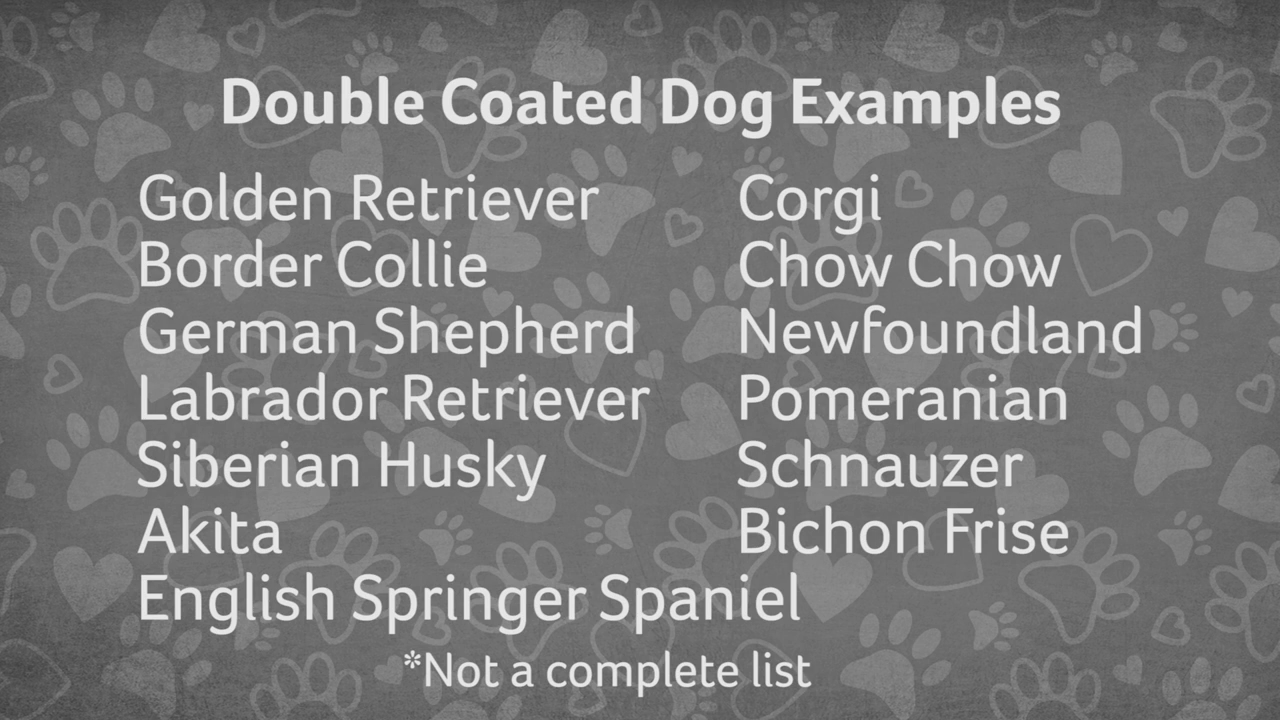 Double Coated Dog Examples
Golden Retriever
Border Collie
German Shepherd
Labrador Retriever
Siberian Husky
Akita
English Springer Spaniel
Corgi
Chow Chow
Newfoundland
Pomeranian
Schnauzer
Bichon Frise
*Not a complete list